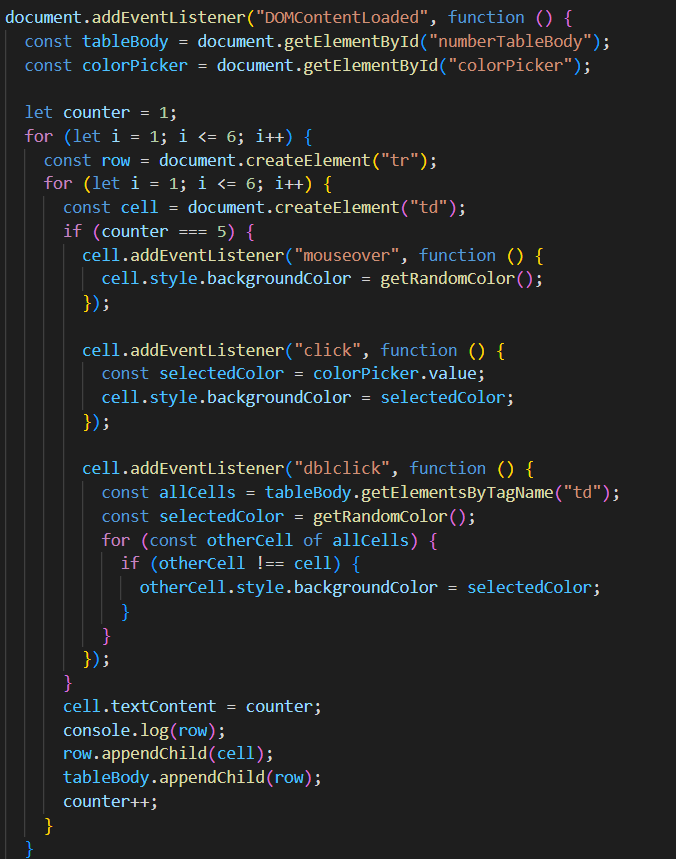 document.addEventListener("DOMContentLoaded", function () {
  const tableBody = document.getElementById("numberTableBody");
  const colorPicker = document.getElementById("colorPicker");

  let counter = 1;
  for (let i = 1; i <= 6; i++) {
    const row = document.createElement("tr");
    for (let i = 1; i <= 6; i++) {
      const cell = document.createElement("td");
      if (counter === 5) {
        cell.addEventListener("mouseover", function () {
          cell.style.backgroundColor = getRandomColor();
        });

        cell.addEventListener("click", function () {
          const selectedColor = colorPicker.value;
          cell.style.backgroundColor = selectedColor;
        });

        cell.addEventListener("dblclick", function () {
          const allCells = tableBody.getElementsByTagName("td");
          const selectedColor = getRandomColor();
          for (const otherCell of allCells) {
            if (otherCell !== cell) {
              otherCell.style.backgroundColor = selectedColor;
            }
          }
        });
      }
      cell.textContent = counter;
      console.log(row);
      row.appendChild(cell);
      tableBody.appendChild(row);
      counter++;
    }
  }